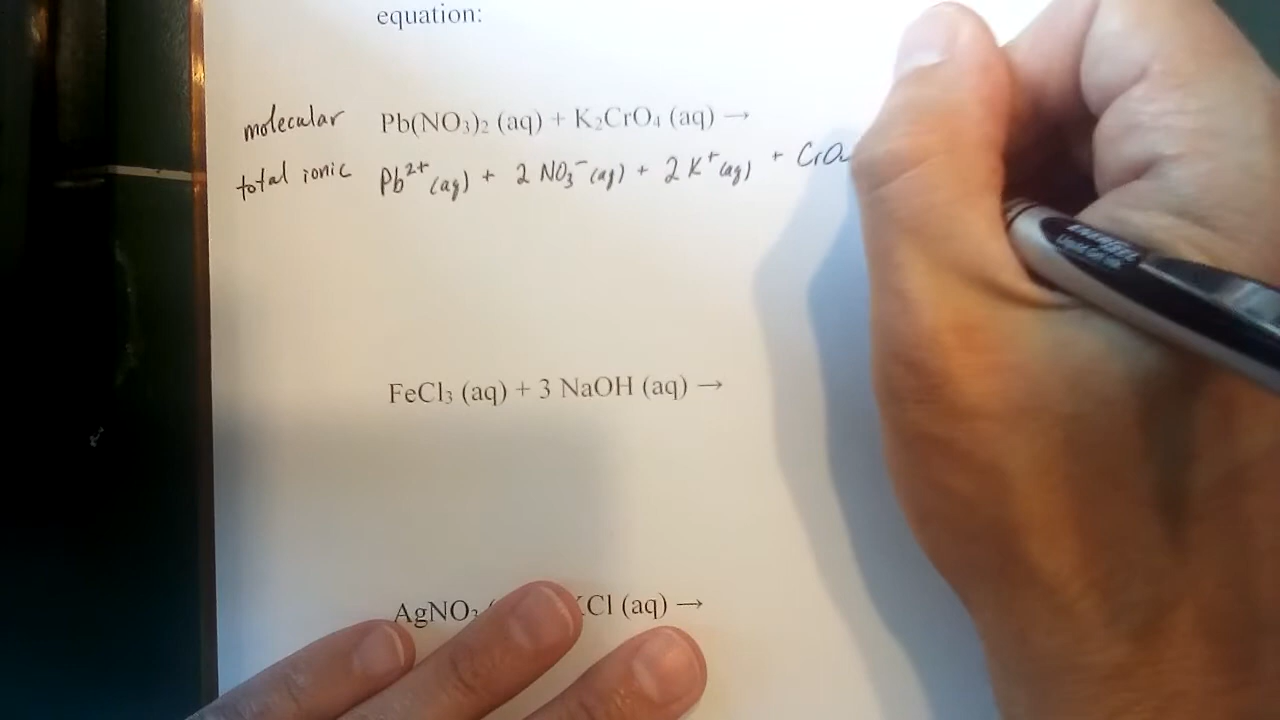 equation:
molecular Pb(NO₃)₂ (aq) + K₂CrO₄ (aq) →
total ionic Pb²⁺ (aq) + 2 NO₃⁻ (aq) + 2 K⁺ (aq) + CrO
FeCl₃ (aq) + 3 NaOH (aq) →
AgNO₃ KCl (aq) →